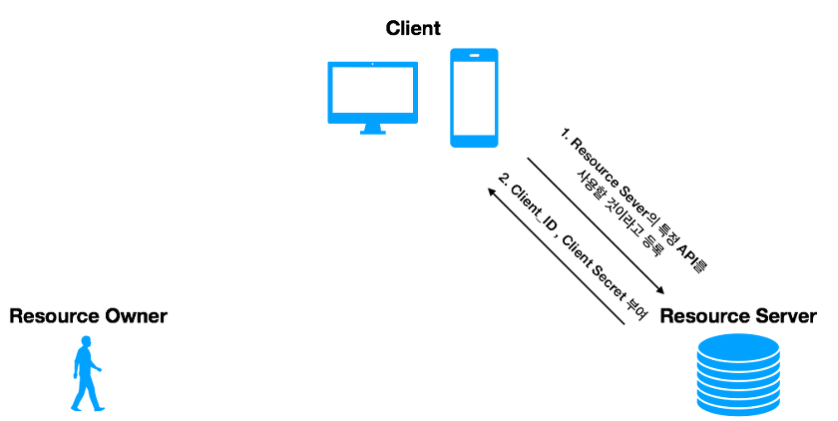 Client
1. Resource Sever의 특정 API를
사용할 것이라고 등록
2. Client_ID , Client Secret 부여
Resource Owner
Resource Server